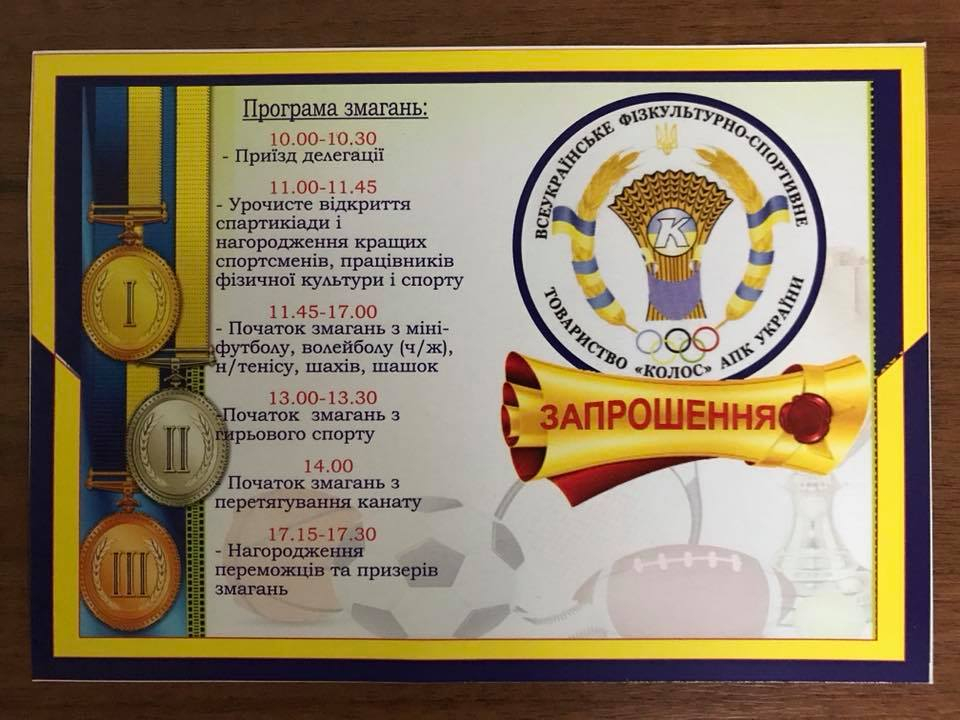 Програма змагань:
10.00-10.30
- Приїзд делегації
11.00-11.45
- Урочисте відкриття
спартикіади і
нагородження кращих
спортсменів, працівників
фізичної культури і спорту
11.45-17.00
- Початок змагань з міні-
футболу, волейболу (ч/ж),
н/тенісу, шахів, шашок
13.00-13.30
-Початок змагань з
гирьового спорту
14.00
- Початок змагань з
перетягування канату
17.15-17.30
- Нагородження
переможців та призерів
змагань
I
II
III
ВСЕУКРАЇНСЬКЕ ФІЗКУЛЬТУРНО-СПОРТИВНЕ
К
ТОВАРИСТВО «КОЛОС» АПК УКРАЇНИ
ЗАПРОШЕННЯ